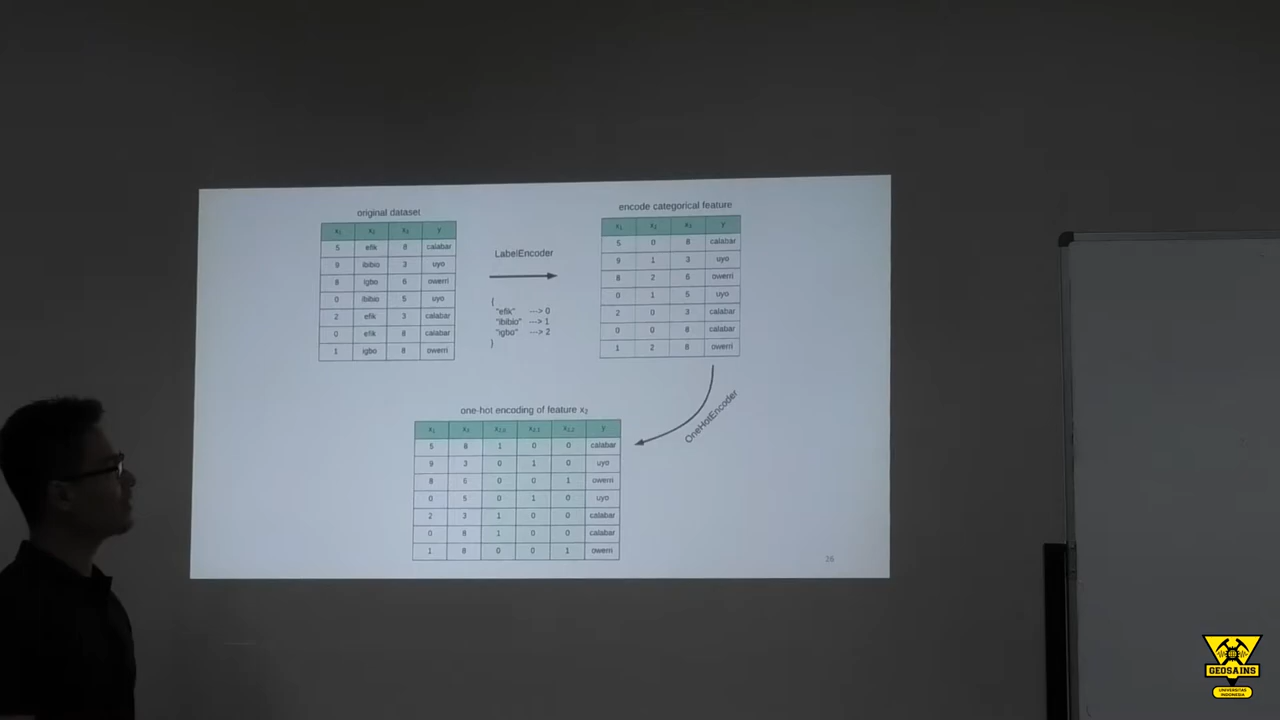 original dataset
x₁ x₂ x₃ y
5 efik 8 calabar
9 ibibio 3 uyo
8 igbo 6 owerri
0 ibibio 5 uyo
2 efik 3 calabar
0 efik 8 calabar
1 igbo 8 owerri
LabelEncoder
{
"efik" ---> 0
"ibibio" ---> 1
"igbo" ---> 2
}
encode categorical feature
x₁ x₂ x₃ y
5 0 8 calabar
9 1 3 uyo
8 2 6 owerri
0 1 5 uyo
2 0 3 calabar
0 0 8 calabar
1 2 8 owerri
OneHotEncoder
one-hot encoding of feature x₂
x₁ x₃ x₂,₀ x₂,₁ x₂,₂ y
5 8 1 0 0 calabar
9 3 0 1 0 uyo
8 6 0 0 1 owerri
0 5 0 1 0 uyo
2 3 1 0 0 calabar
0 8 1 0 0 calabar
1 8 0 0 1 owerri
26
GEOSAINS
UNIVERSITAS
INDONESIA